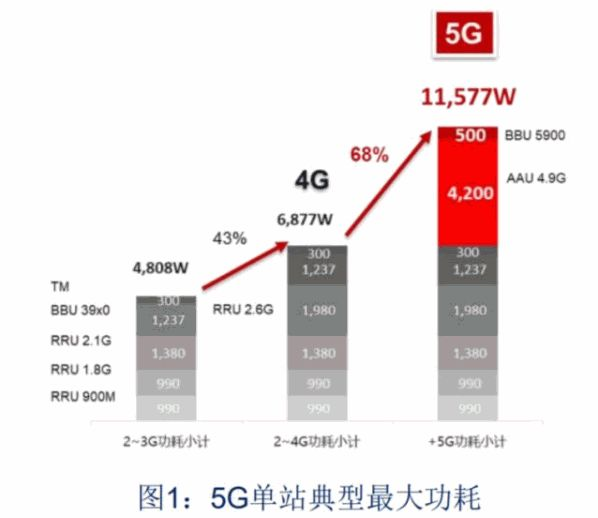 5G
11,577W
500
BBU 5900
68%
4,200
AAU 4.9G
4G
6,877W
43%
4,808W
300
300
1,237
1,237
TM
300
BBU 39x0
1,237
RRU 2.6G
1,980
1,980
RRU 2.1G
1,380
1,380
1,380
RRU 1.8G
990
990
990
RRU 900M
990
990
990
2~3G功耗小计
2~4G功耗小计
+5G功耗小计
图1：5G单站典型最大功耗